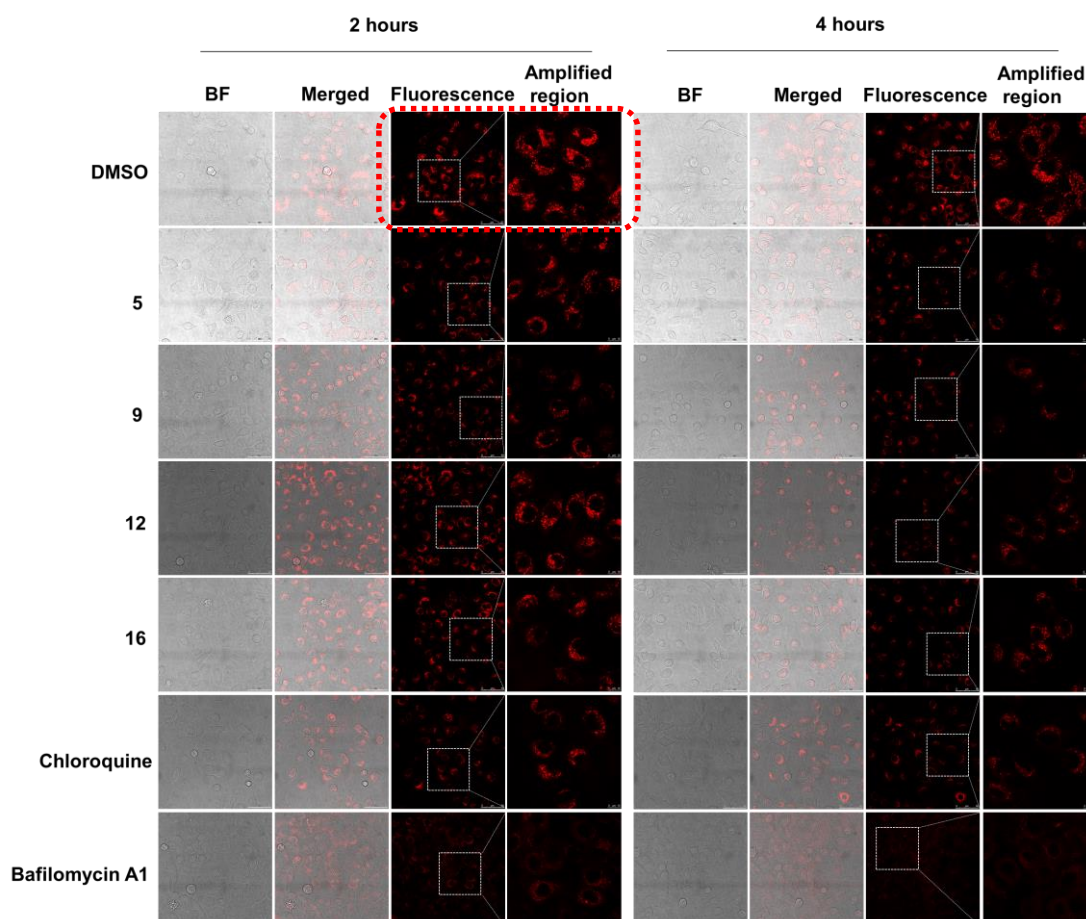 2 hours
4 hours
BF
Merged
Fluorescence
Amplified
region
BF
Merged
Fluorescence
Amplified
region
DMSO
5
9
12
16
Chloroquine
Bafilomycin A1